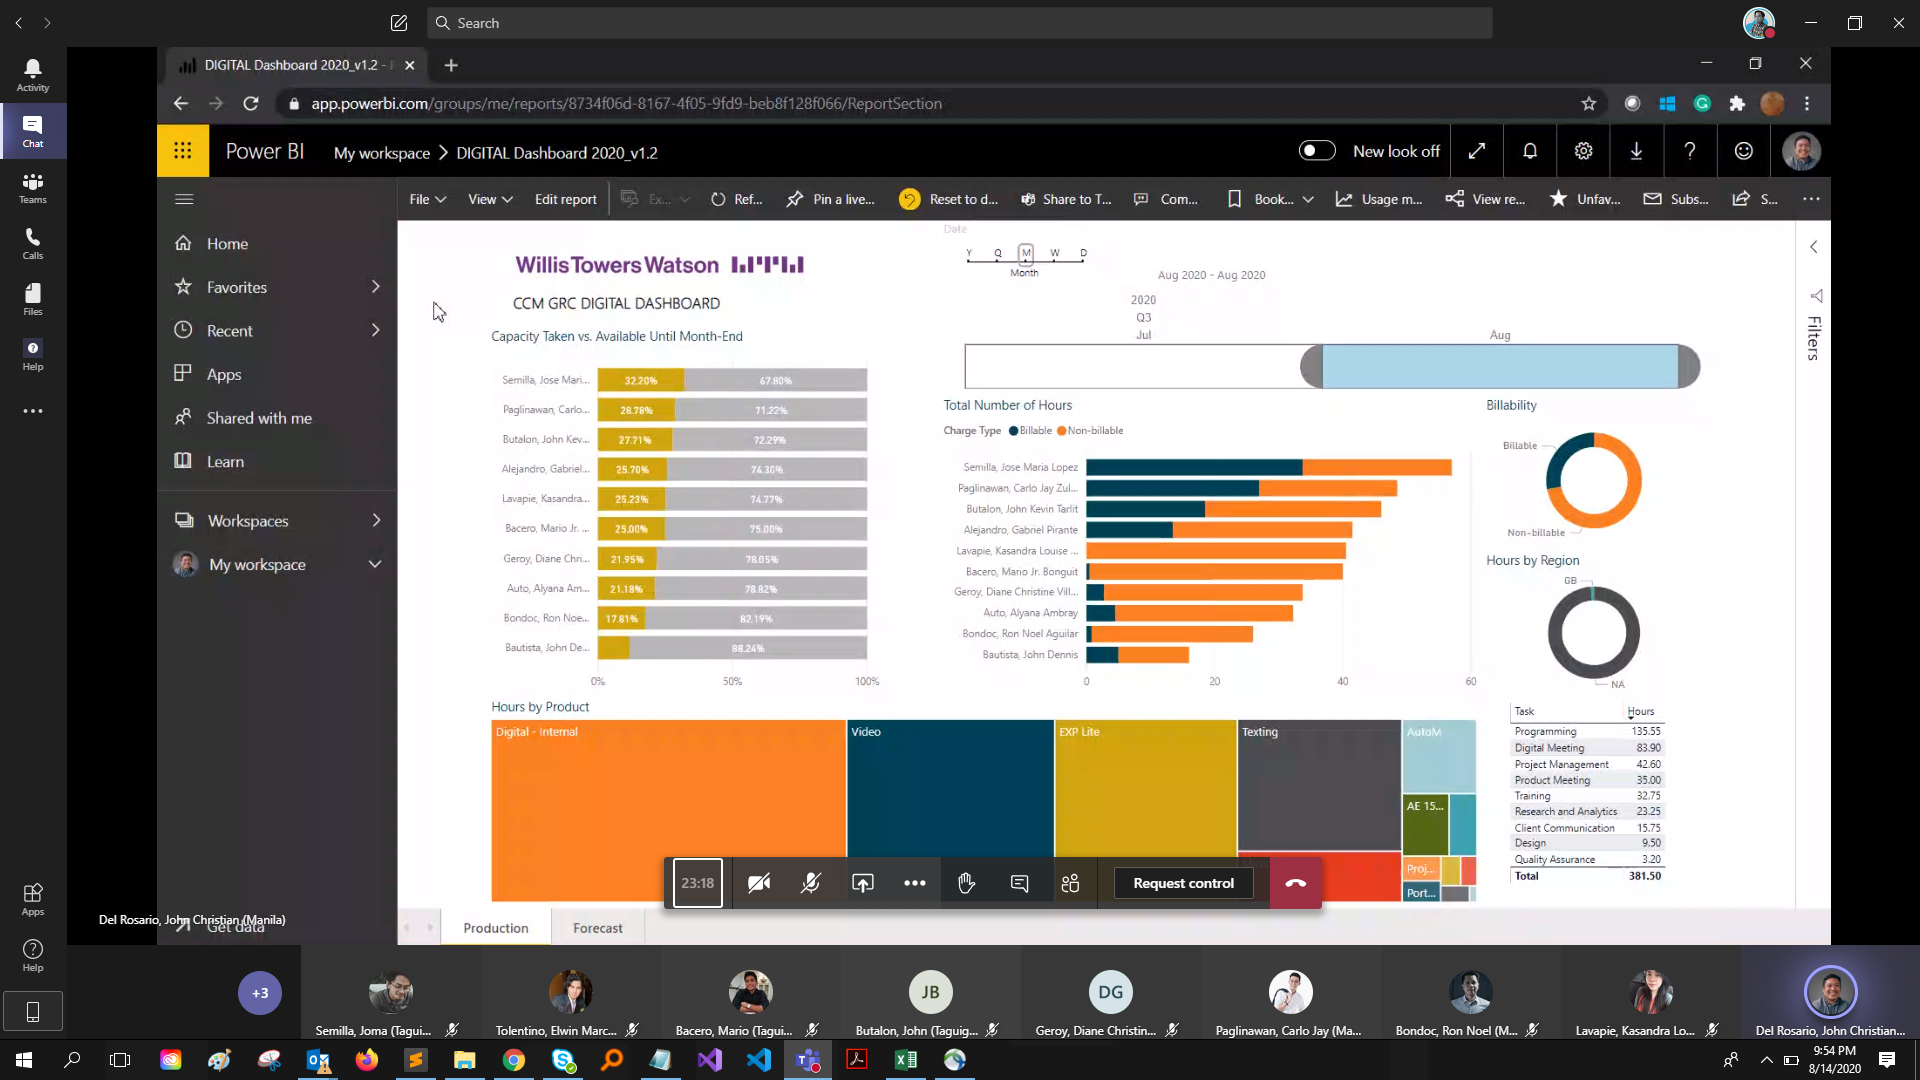 Search
Activity
Chat
Teams
Calls
Files
Help
Apps
Help
DIGITAL Dashboard 2020_v1.2 -
app.powerbi.com/groups/me/reports/8734f06d-8167-4f05-9fd9-beb8f128f066/ReportSection
Power BI My workspace DIGITAL Dashboard 2020_v1.2 New look off
File View Edit report Ex... Ref... Pin a live... Reset to d... Share to T... Com... Book... Usage m... View re... Unfav... Subs... S...
Home
Favorites
Recent
Apps
Shared with me
Learn
Workspaces
My workspace
Get data
Del Rosario, John Christian (Manila)
WillisTowersWatson
CCM GRC DIGITAL DASHBOARD
Capacity Taken vs. Available Until Month-End
Semilla, Jose Mari... 32.20% 67.80%
Paglinawan, Carlo... 28.78% 71.22%
Butalon, John Kev... 27.71% 72.29%
Alejandro, Gabriel... 25.70% 74.30%
Lavapie, Kasandra... 25.23% 74.77%
Bacero, Mario Jr. ... 25.00% 75.00%
Geroy, Diane Chri... 21.95% 78.05%
Auto, Alyana Am... 21.18% 78.82%
Bondoc, Ron Noe... 17.81% 82.19%
Bautista, John De... 88.24%
0% 50% 100%
Date
Y Q M W D
Month
Aug 2020 - Aug 2020
2020
Q3
Jul Aug
Filters
Total Number of Hours
Charge Type Billable Non-billable
Semilla, Jose Maria Lopez
Paglinawan, Carlo Jay Zul...
Butalon, John Kevin Tarlit
Alejandro, Gabriel Pirante
Lavapie, Kasandra Louise ...
Bacero, Mario Jr. Bonguit
Geroy, Diane Christine Vill...
Auto, Alyana Ambray
Bondoc, Ron Noel Aguilar
Bautista, John Dennis
0 20 40 60
Billability
Billable
Non-billable
Hours by Region
GB
NA
Hours by Product
Digital - Internal
Video
EXP Lite
Texting
AutoM
AE 15...
Proj...
Port...
Task Hours
Programming 135.55
Digital Meeting 83.90
Project Management 42.60
Product Meeting 35.00
Training 32.75
Research and Analytics 23.25
Client Communication 15.75
Design 9.50
Quality Assurance 3.20
Total 381.50
23:18 Request control
Production Forecast
+3
JB
DG
Semilla, Joma (Tagui...
Tolentino, Elwin Marc...
Bacero, Mario (Tagui...
Butalon, John (Taguig...
Geroy, Diane Christin...
Paglinawan, Carlo Jay (Ma...
Bondoc, Ron Noel (M...
Lavapie, Kasandra Lo...
Del Rosario, John Christian...
9:54 PM
8/14/2020